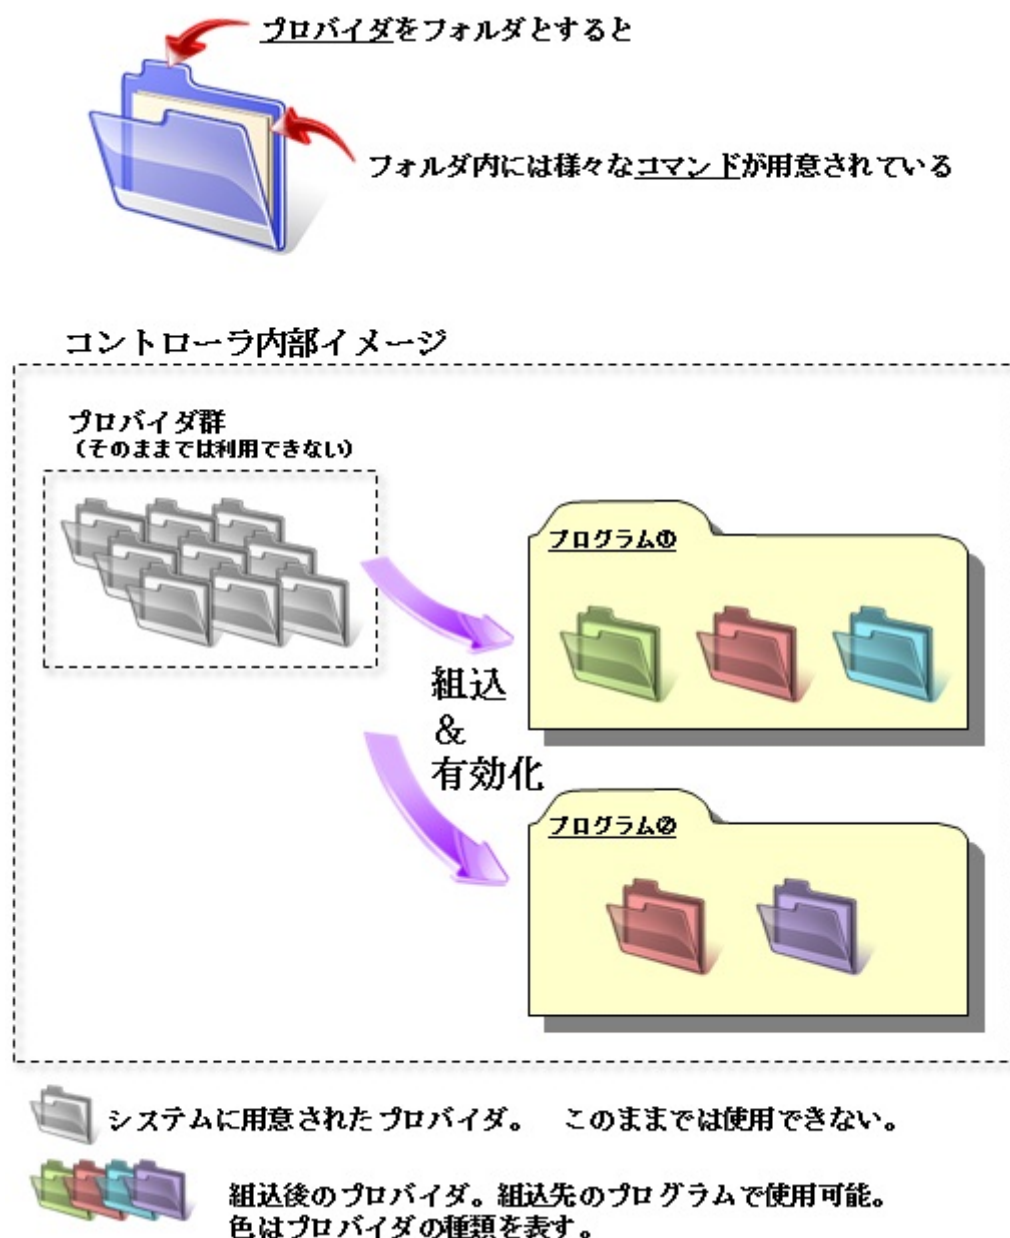 プロバイダをフォルダとすると
フォルダ内には様々なコマンドが用意されている
コントローラ内部イメージ
プロバイダ群
（そのままでは利用できない）
プログラム①
組込
&
有効化
プログラム②
システムに用意されたプロバイダ。　このままでは使用できない。
組込後のプロバイダ。組込先のプログラムで使用可能。
色はプロバイダの種類を表す。